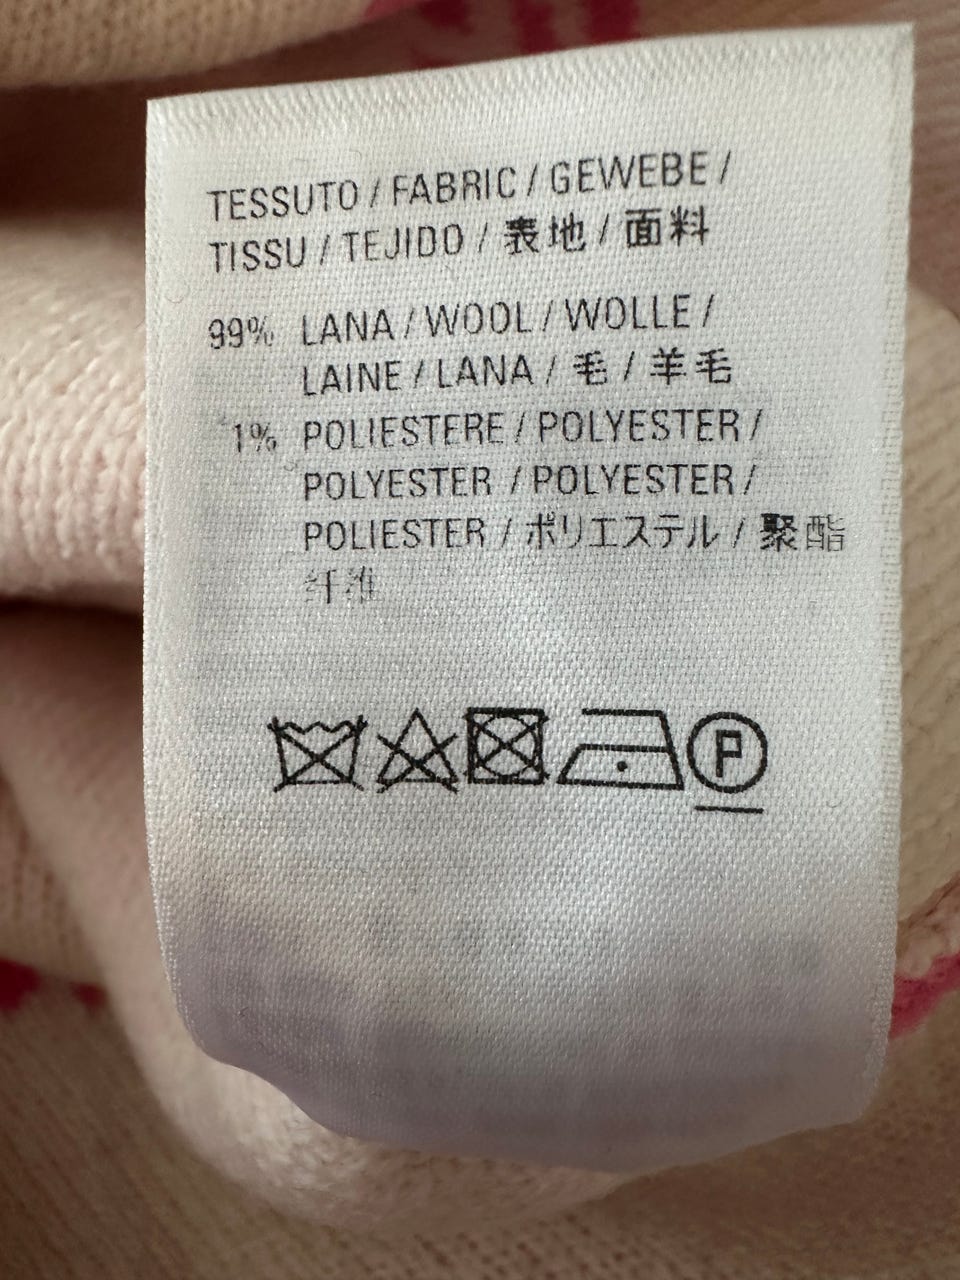 TESSUTO / FABRIC / GEWEBE /
TISSU / TEJIDO / 表地 / 面料
99% LANA / WOOL / WOLLE /
LAINE / LANA / 毛 / 羊毛
1% POLIESTERE / POLYESTER /
POLYESTER / POLYESTER /
POLIESTER / ポリエステル / 聚酯
纤维
P